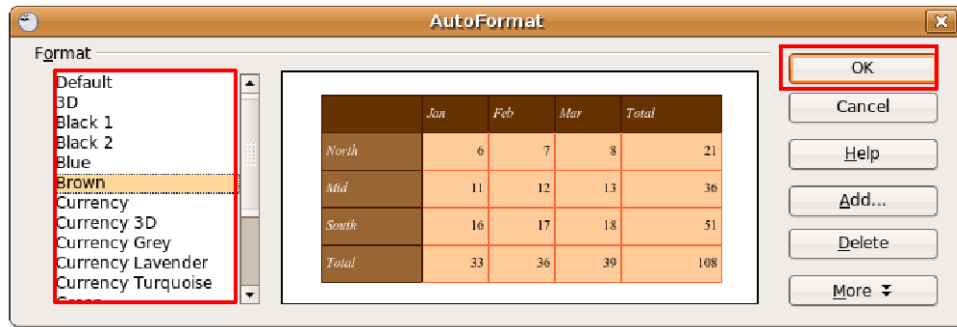 AutoFormat
Format
Default
3D
Black 1
Black 2
Blue
Brown
Currency
Currency 3D
Currency Grey
Currency Lavender
Currency Turquoise
Jan Feb Mar Total
North 6 7 8 21
Mid 11 12 13 36
South 16 17 18 51
Total 33 36 39 108
OK
Cancel
Help
Add...
Delete
More